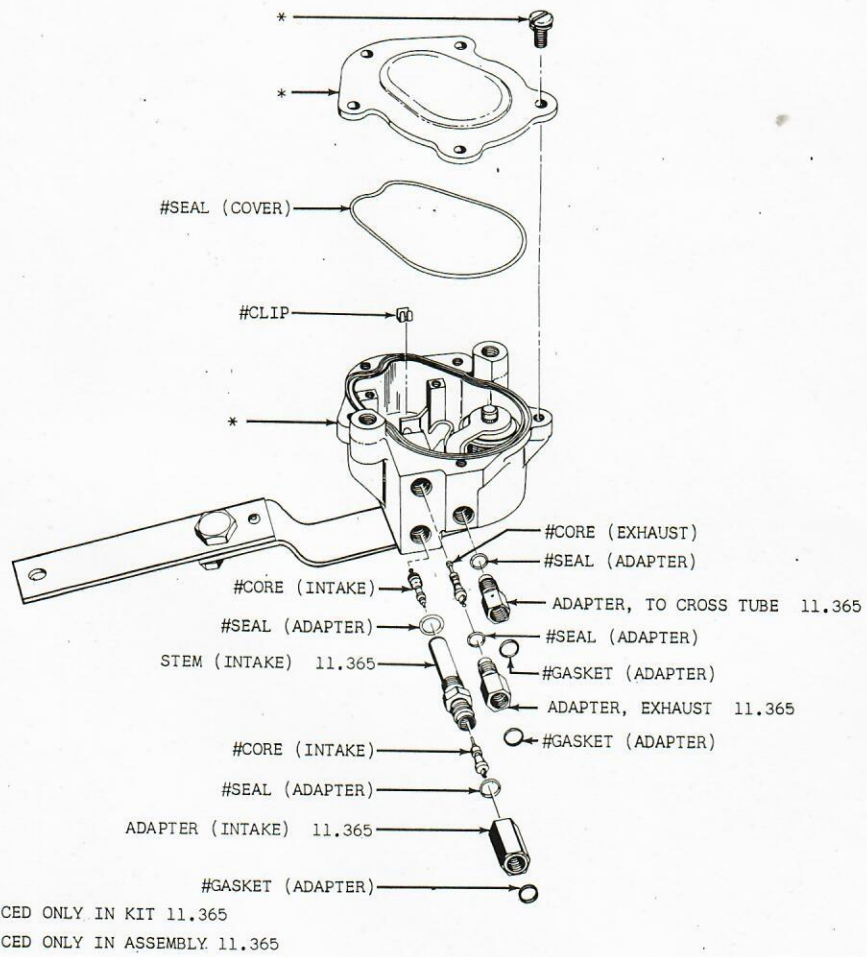 *
*
#SEAL (COVER)
#CLIP
*
#CORE (EXHAUST)
#SEAL (ADAPTER)
#CORE (INTAKE)
ADAPTER, TO CROSS TUBE 11.365
#SEAL (ADAPTER)
#SEAL (ADAPTER)
STEM (INTAKE) 11.365
#GASKET (ADAPTER)
ADAPTER, EXHAUST 11.365
#GASKET (ADAPTER)
#CORE (INTAKE)
#SEAL (ADAPTER)
ADAPTER (INTAKE) 11.365
#GASKET (ADAPTER)
CED ONLY IN KIT 11.365
CED ONLY IN ASSEMBLY 11.365